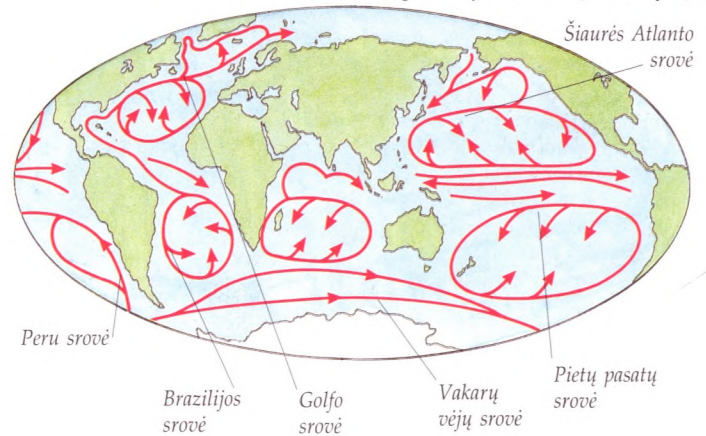 Šiaurės Atlanto
srovė
Peru srovė
Brazilijos
srovė
Golfo
srovė
Vakarų
vėjų srovė
Pietų pasatų
srovė